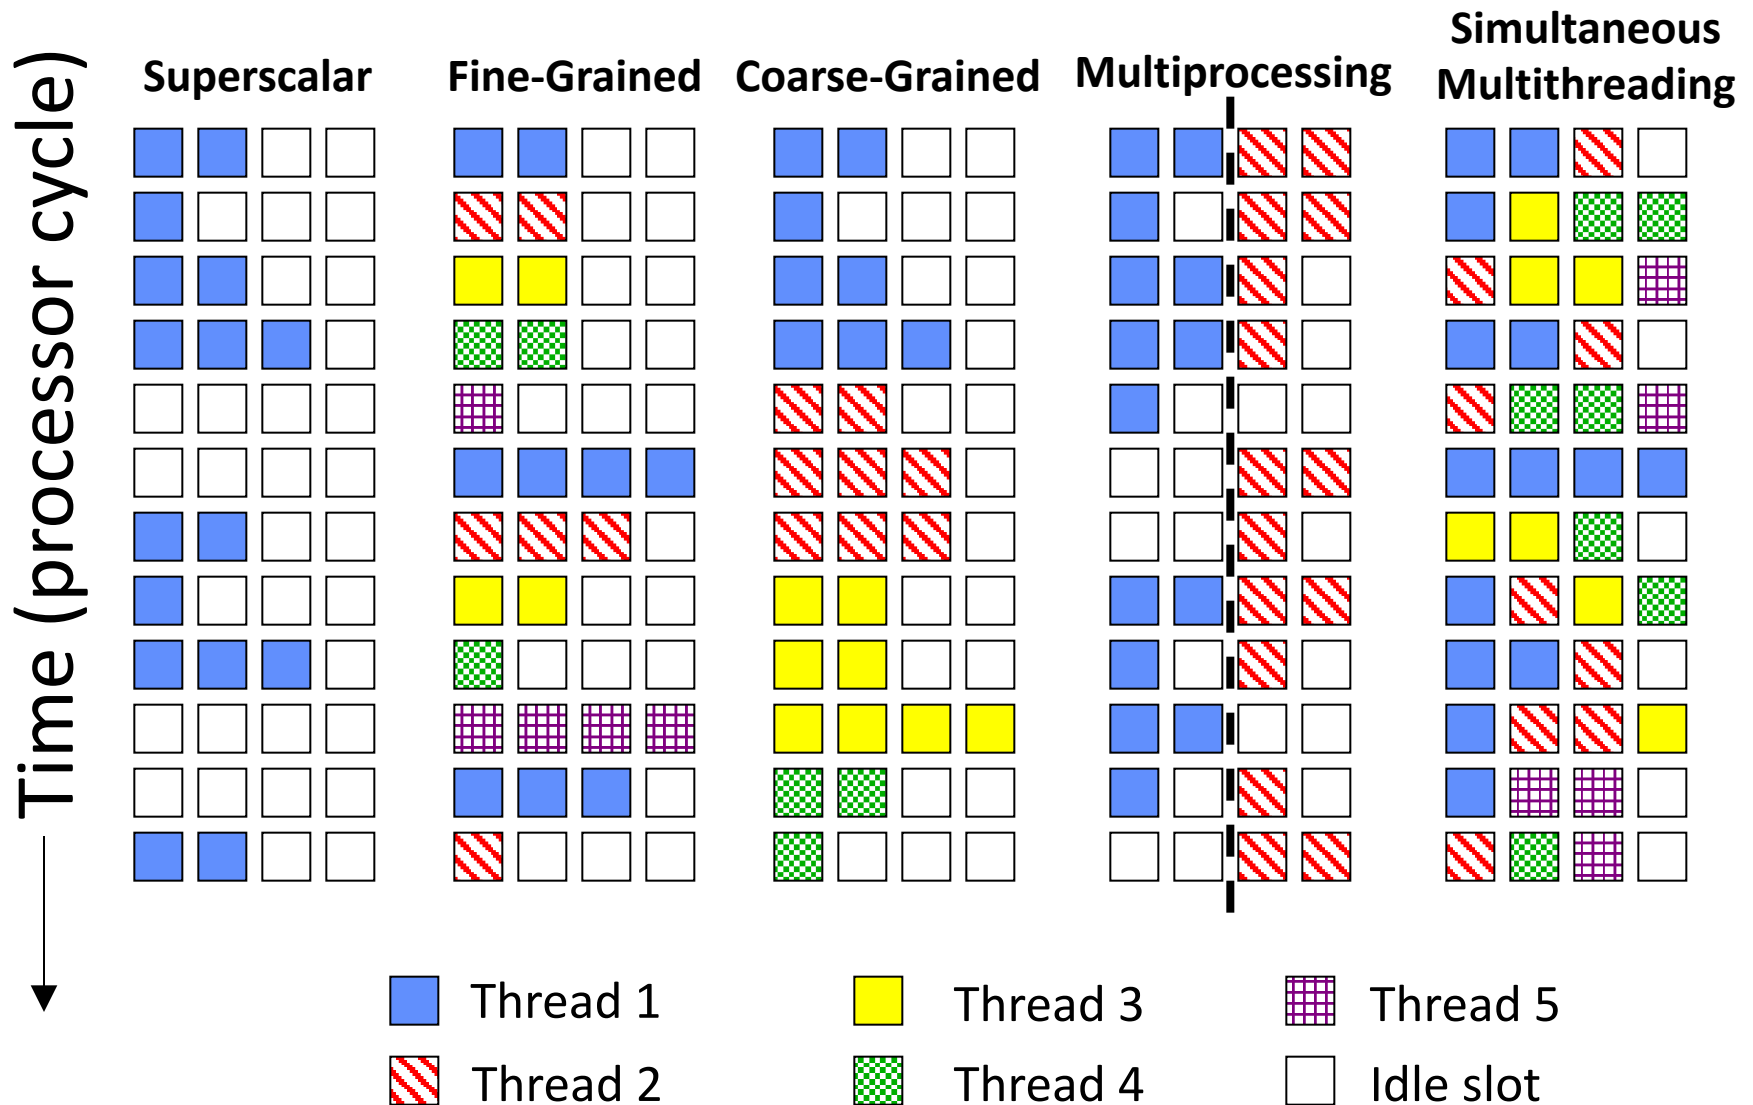 Simultaneous
Superscalar Fine-Grained Coarse-Grained Multiprocessing Multithreading
Time (processor cycle)
Thread 1 Thread 3 Thread 5
Thread 2 Thread 4 Idle slot